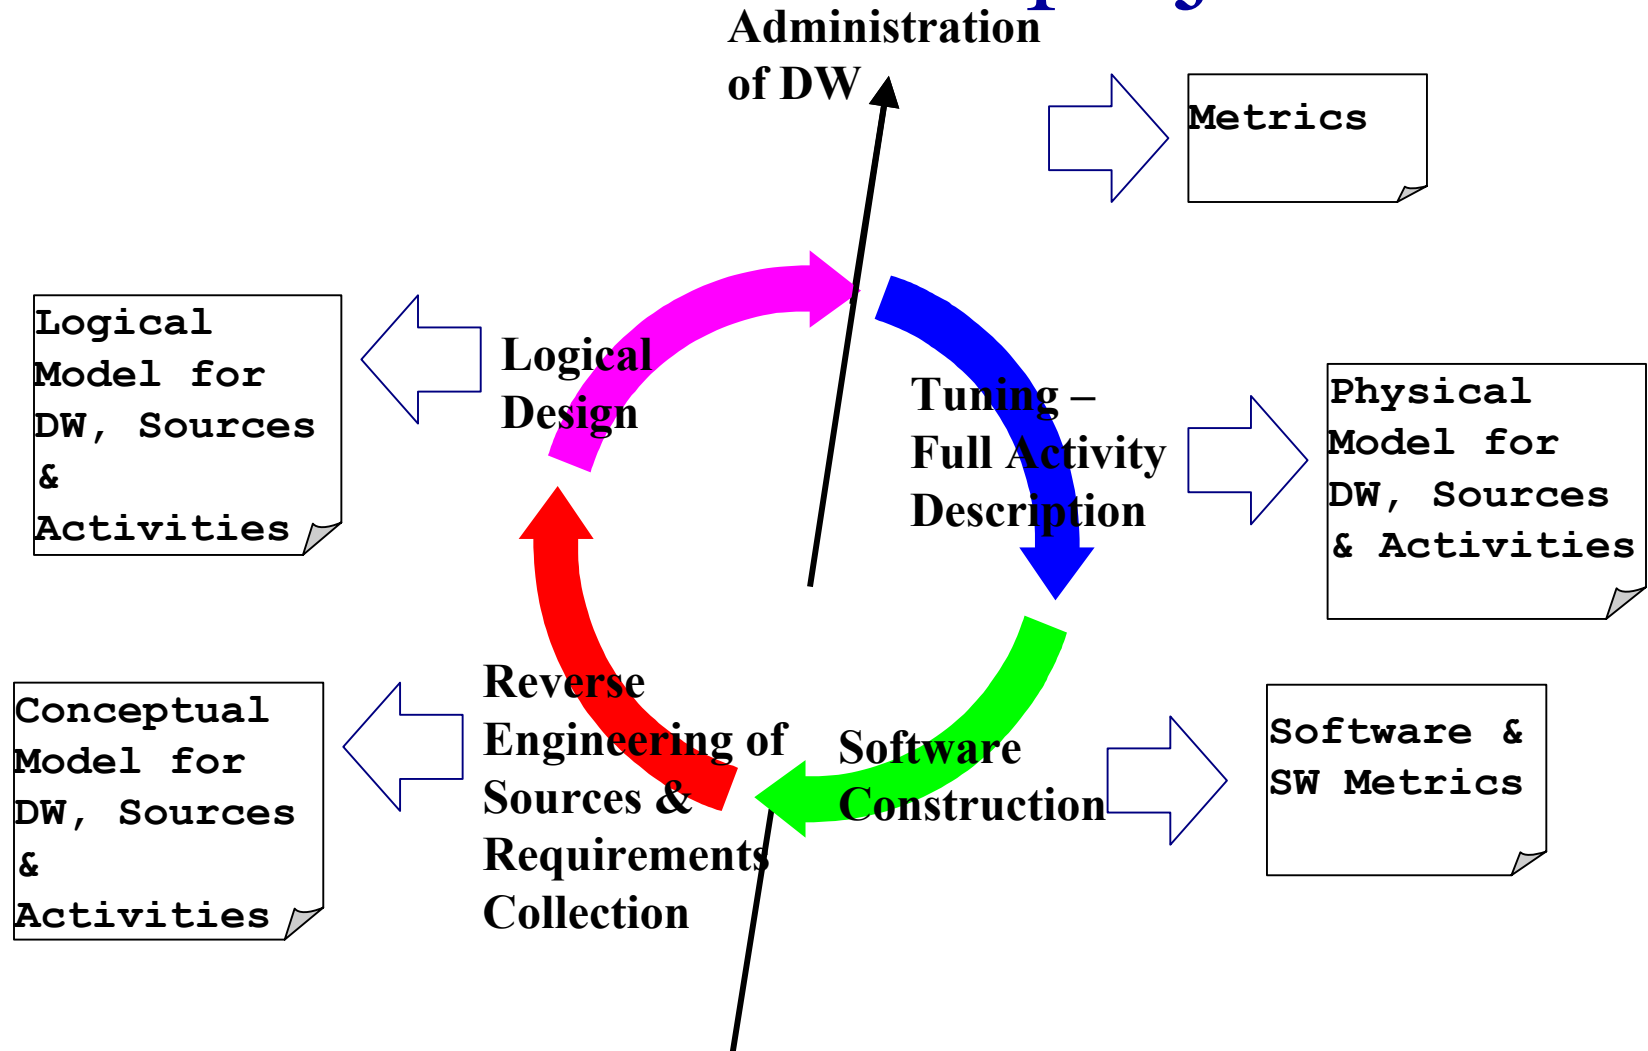 Administration
of DW
Metrics
Logical
Model for
DW, Sources
&
Activities
Logical
Design
Tuning –
Full Activity
Description
Physical
Model for
DW, Sources
& Activities
Conceptual
Model for
DW, Sources
&
Activities
Reverse
Engineering of
Sources &
Requirements
Collection
Software
Construction
Software &
SW Metrics